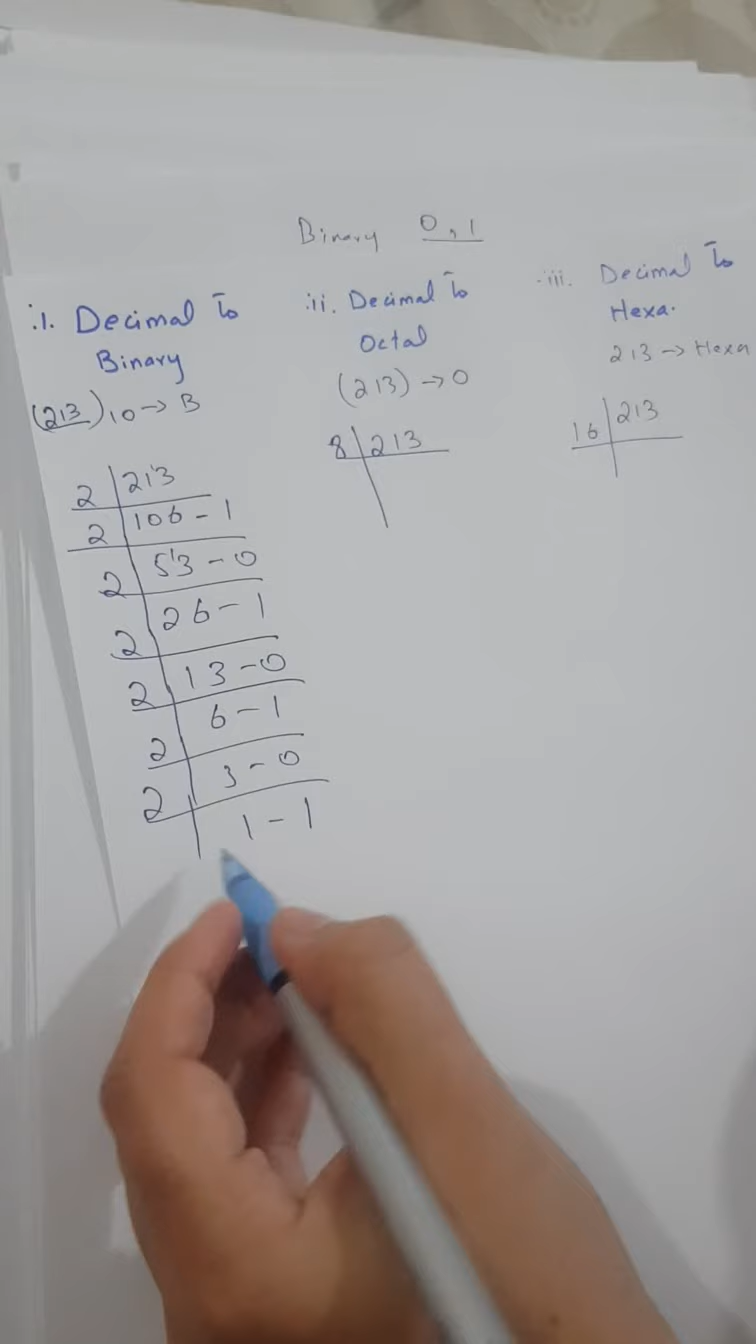 Binary 0,1
:1. Decimal To
Binary
(213)10 → B
2 213
2 106 - 1
2 53 - 0
2 26 - 1
2 13 - 0
2 6 - 1
2 3 - 0
1 - 1
:ii. Decimal To
Octal
(213) → O
8 213
.iii. Decimal To
Hexa.
213 → Hexa
16 213